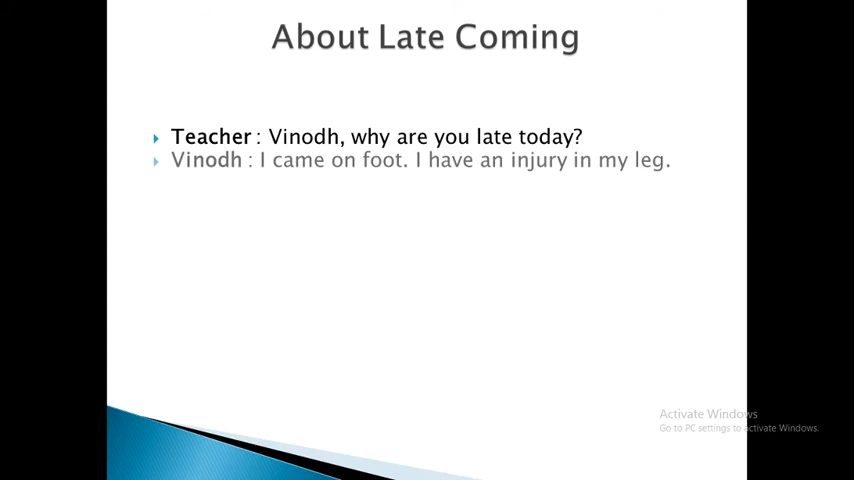 About Late Coming
Teacher : Vinodh, why are you late today?
Vinodh : I came on foot. I have an injury in my leg.
Activate Windows
Go to PC settings to activate Windows.